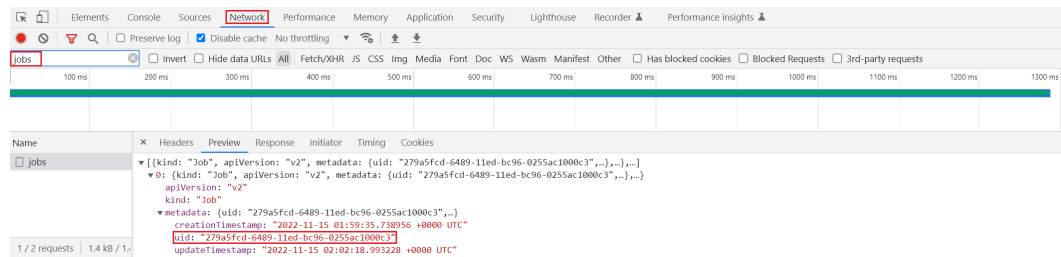 Elements Console Sources Network Performance Memory Application Security Lighthouse Recorder Performance insights
Preserve log Disable cache No throttling
jobs Invert Hide data URLs All Fetch/XHR JS CSS Img Media Font Doc WS Wasm Manifest Other Has blocked cookies Blocked Requests 3rd-party requests
100 ms 200 ms 300 ms 400 ms 500 ms 600 ms 700 ms 800 ms 900 ms 1000 ms 1100 ms 1200 ms 1300 ms
Name × Headers Preview Response Initiator Timing Cookies
jobs ▼[{kind: "Job", apiVersion: "v2", metadata: {uid: "279a5fcd-6489-11ed-bc96-0255ac1000c3",…},…},…]
▼0: {kind: "Job", apiVersion: "v2", metadata: {uid: "279a5fcd-6489-11ed-bc96-0255ac1000c3",…},…}
apiVersion: "v2"
kind: "Job"
▼metadata: {uid: "279a5fcd-6489-11ed-bc96-0255ac1000c3",…}
creationTimestamp: "2022-11-15 01:59:35.738956 +0000 UTC"
uid: "279a5fcd-6489-11ed-bc96-0255ac1000c3"
1 / 2 requests 1.4 kB / 1. updateTimestamp: "2022-11-15 02:02:18.993228 +0000 UTC"